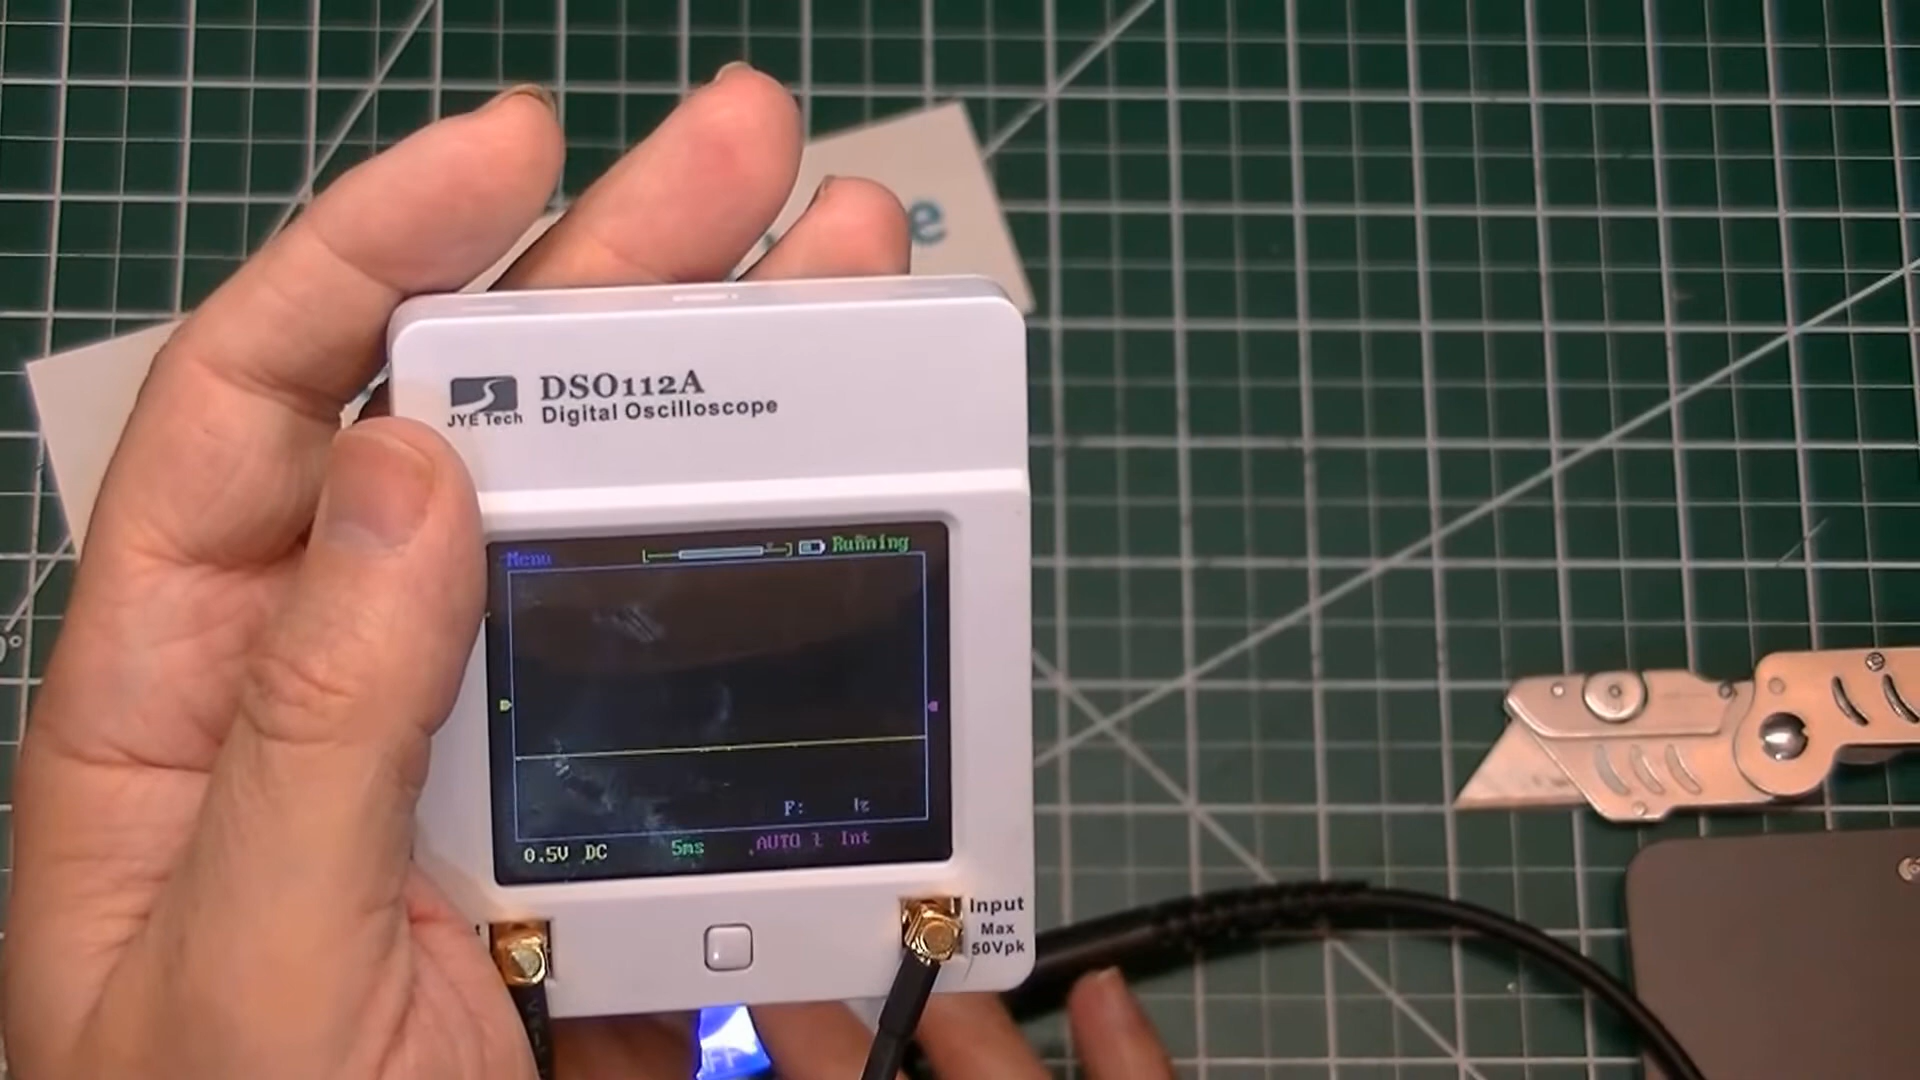 e
JYE Tech
DSO112A
Digital Oscilloscope
Menu
Running
F:
0.5V DC
5ms
AUTO
Int
Input
Max
50Vpk
t